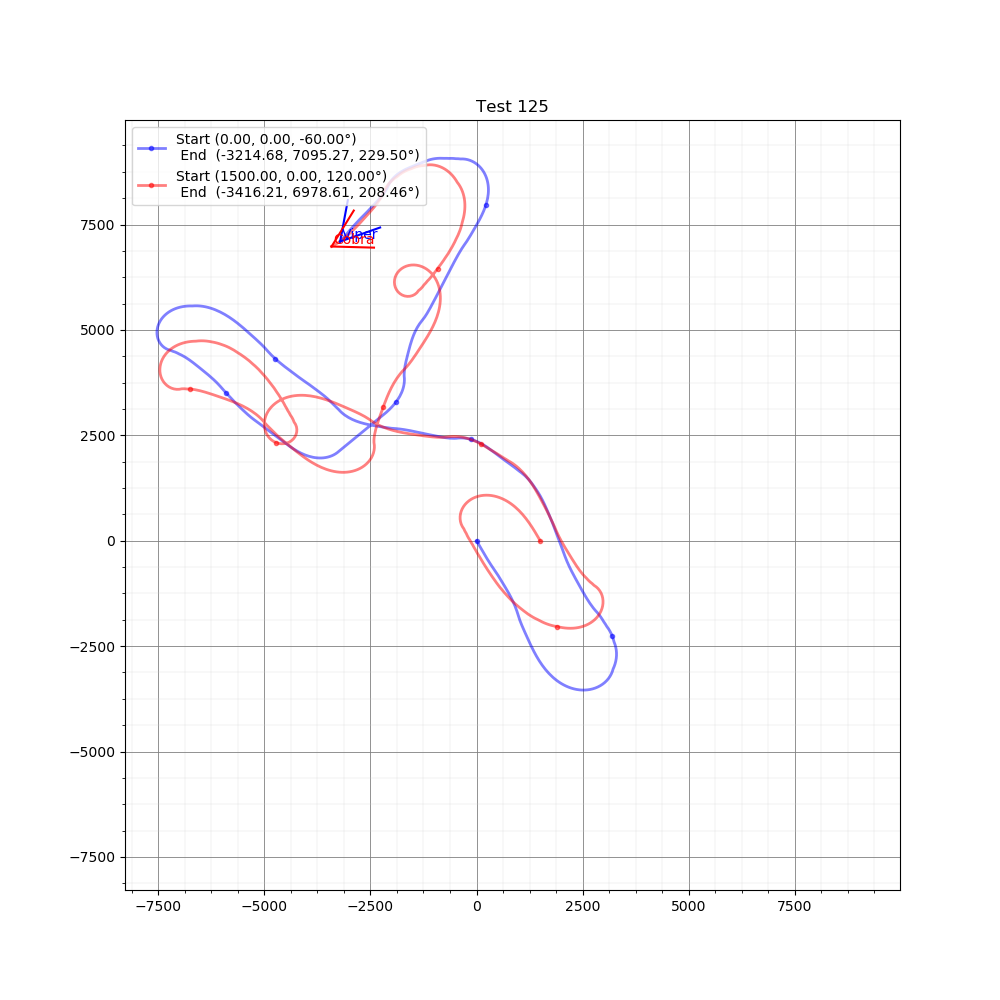 Test 125
Start (0.00, 0.00, -60.00°)
End (-3214.68, 7095.27, 229.50°)
Start (1500.00, 0.00, 120.00°)
End (-3416.21, 6978.61, 208.46°)
7500
5000
2500
0
−2500
−5000
−7500
−7500 −5000 −2500 0 2500 5000 7500